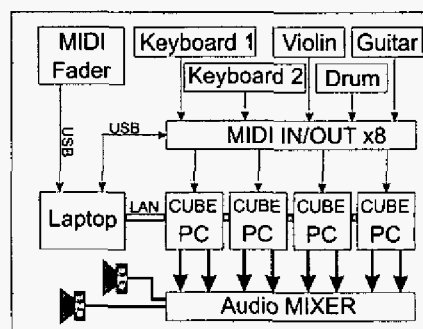 MIDI
Fader
Keyboard 1
Violin
Guitar
Keyboard 2
Drum
USB
USB
MIDI IN/OUT x8
Laptop
LAN
CUBE
PC
CUBE
PC
CUBE
PC
CUBE
PC
Audio MIXER